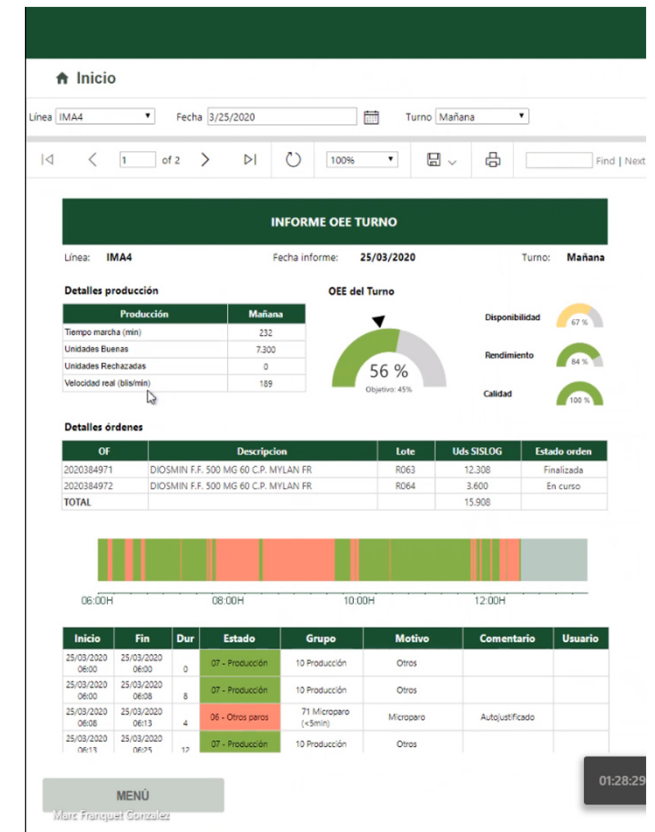 Inicio
Línea IMA4 Fecha 3/25/2020 Turno Mañana
1 of 2 100% Find | Next
INFORME OEE TURNO
Línea: IMA4 Fecha informe: 25/03/2020 Turno: Mañana
Detalles producción
Producción Mañana
Tiempo marcha (min) 232
Unidades Buenas 7.300
Unidades Rechazadas 0
Velocidad real (blis/min) 189
OEE del Turno
56 %
Objetivo: 45%
Disponibilidad 67 %
Rendimiento 84 %
Calidad 100 %
Detalles órdenes
OF Descripcion Lote Uds SISLOG Estado orden
2020384971 DIOSMIN F.F. 500 MG 60 C.P. MYLAN FR R063 12.308 Finalizada
2020384972 DIOSMIN F.F. 500 MG 60 C.P. MYLAN FR R064 3.600 En curso
TOTAL 15.908
06:00H 08:00H 10:00H 12:00H
Inicio Fin Dur Estado Grupo Motivo Comentario Usuario
25/03/2020 06:00 25/03/2020 06:00 0 07 - Producción 10 Producción Otros
25/03/2020 06:00 25/03/2020 06:08 8 07 - Producción 10 Producción Otros
25/03/2020 06:08 25/03/2020 06:13 4 06 - Otros paros 71 Microparo (<5min) Microparo Autojustificado
25/03/2020 06:13 25/03/2020 06:25 12 07 - Producción 10 Producción Otros
01:28:29
MENÚ
Marc Franquet González